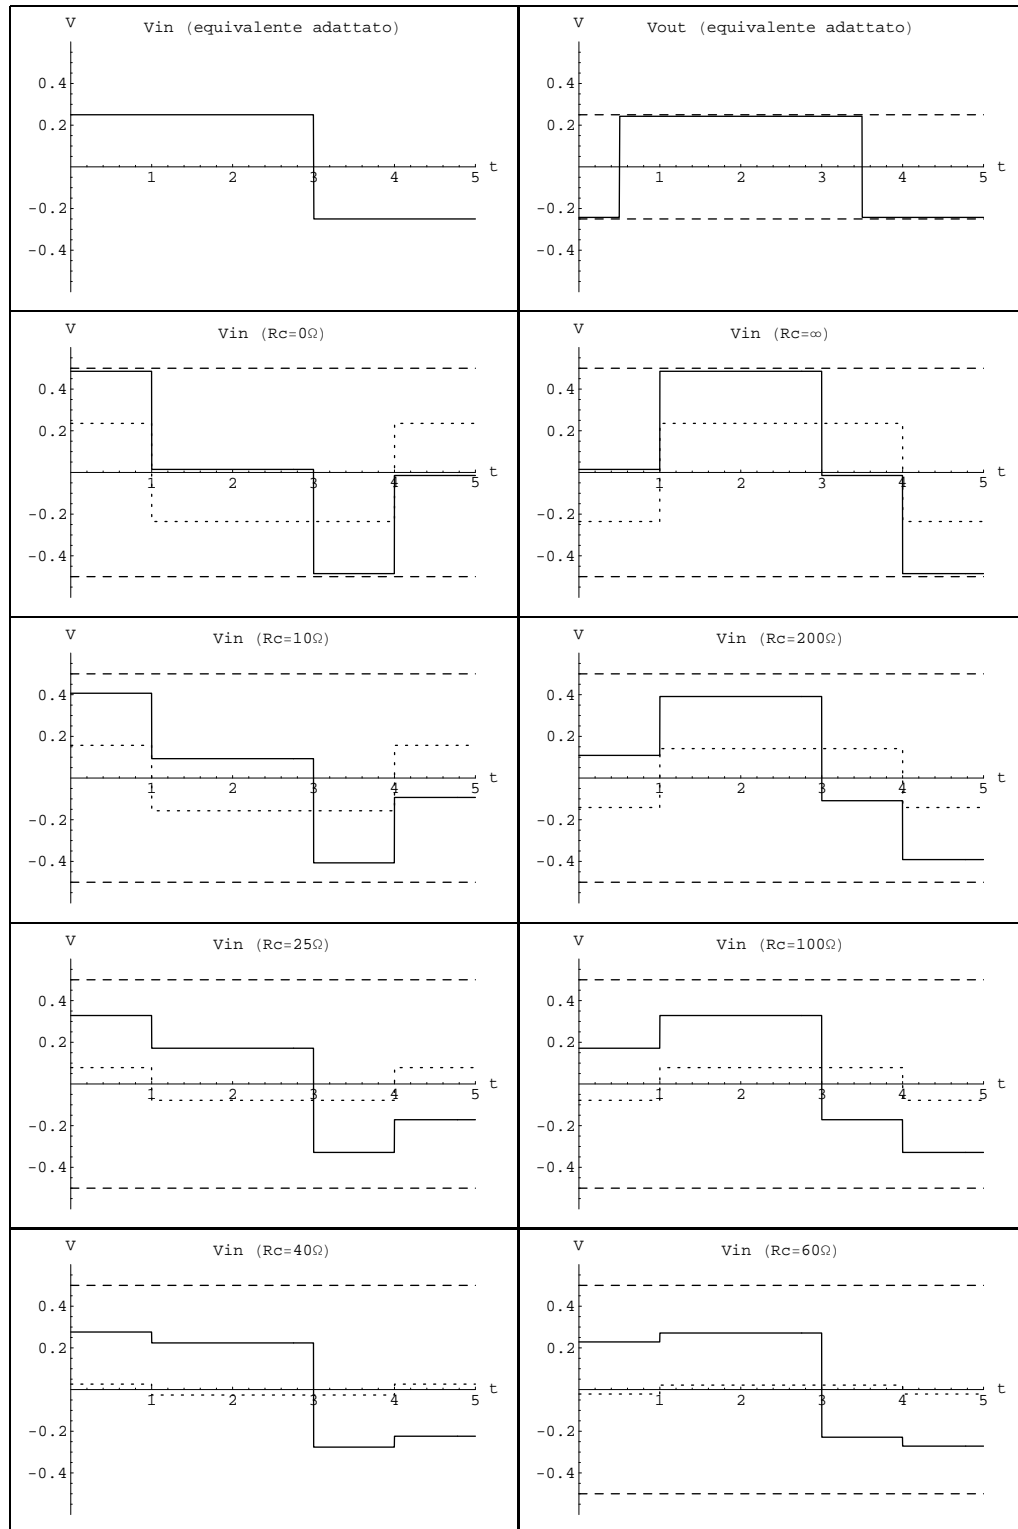 V
Vin (equivalente adattato)
0.4
0.2
1 2 3 4 5 t
-0.2
-0.4
V
Vout (equivalente adattato)
0.4
0.2
1 2 3 4 5 t
-0.2
-0.4
V
Vin (Rc=0Ω)
0.4
0.2
1 2 3 4 5 t
-0.2
-0.4
V
Vin (Rc=∞)
0.4
0.2
1 2 3 4 5 t
-0.2
-0.4
V
Vin (Rc=10Ω)
0.4
0.2
1 2 3 4 5 t
-0.2
-0.4
V
Vin (Rc=200Ω)
0.4
0.2
1 2 3 4 5 t
-0.2
-0.4
V
Vin (Rc=25Ω)
0.4
0.2
1 2 3 4 5 t
-0.2
-0.4
V
Vin (Rc=100Ω)
0.4
0.2
1 2 3 4 5 t
-0.2
-0.4
V
Vin (Rc=40Ω)
0.4
0.2
1 2 3 4 5 t
-0.2
-0.4
V
Vin (Rc=60Ω)
0.4
0.2
1 2 3 4 5 t
-0.2
-0.4